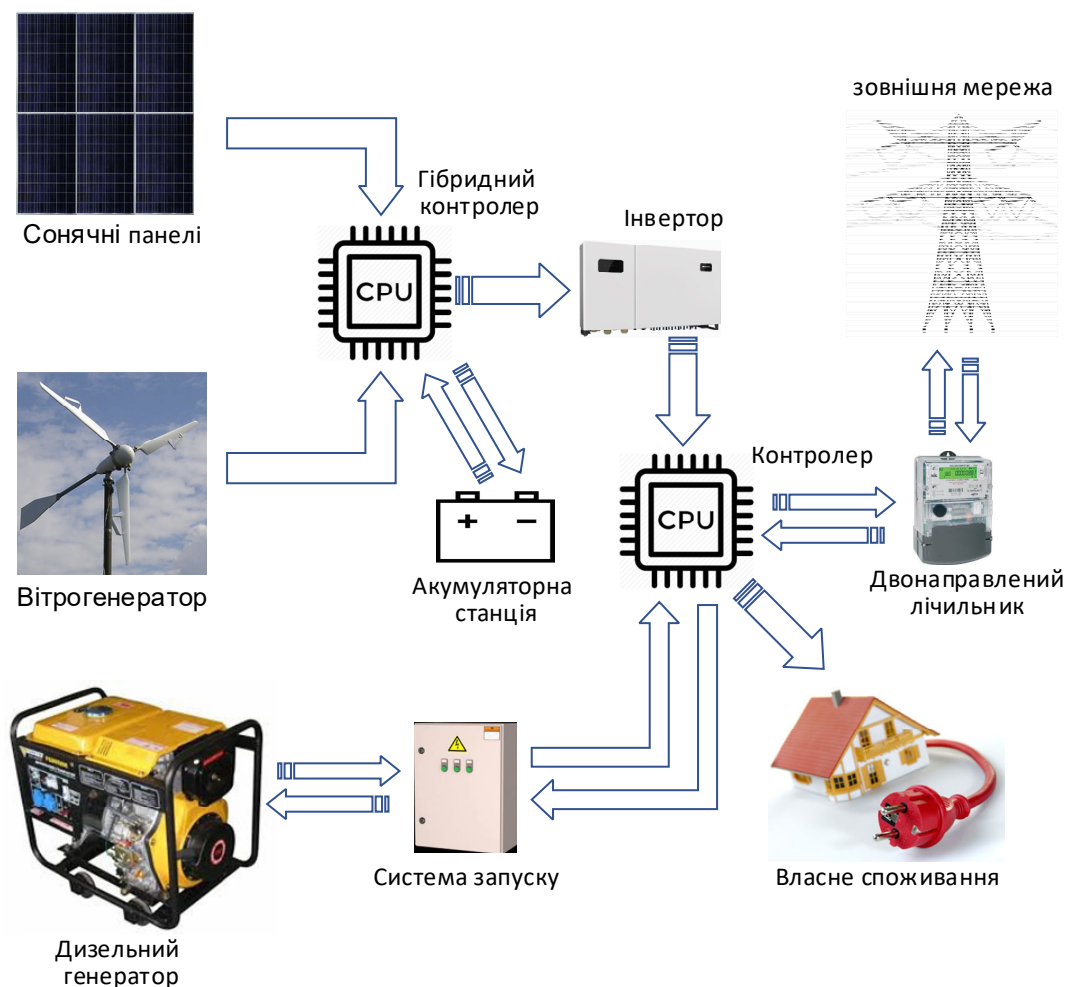 зовнішня мережа
Гібридний
контролер
Інвертор
Сонячні панелі
CPU
Контролер
CPU
+ −
Вітрогенератор
Акумуляторна
станція
Двонаправлений
лічильник
Система запуску
Власне споживання
Дизельний
генератор